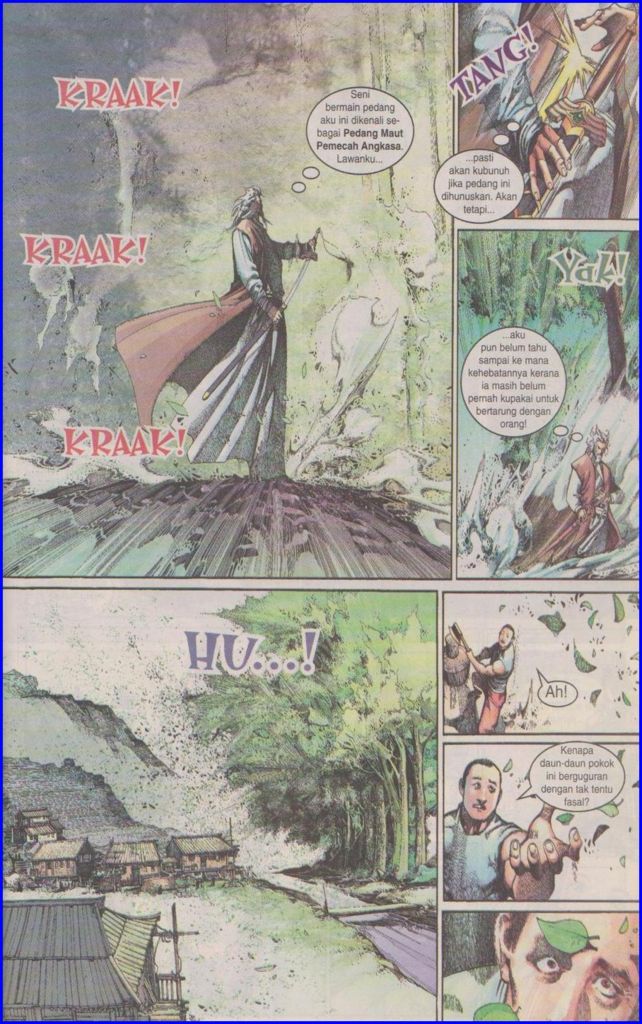 KRAAK!
KRAAK!
KRAAK!
Seni
bermain pedang
aku ini dikenali se-
bagai Pedang Maut
Pemecah Angkasa.
Lawanku...
TANG!
...pasti
akan kubunuh
jika pedang ini
dihunuskan. Akan
tetapi...
Yak!
...aku
pun belum tahu
sampai ke mana
kehebatannya kerana
ia masih belum
pernah kupakai untuk
bertarung dengan
orang!
HU...!
Ah!
Kenapa
daun-daun pokok
ini berguguran
dengan tak tentu
fasal?